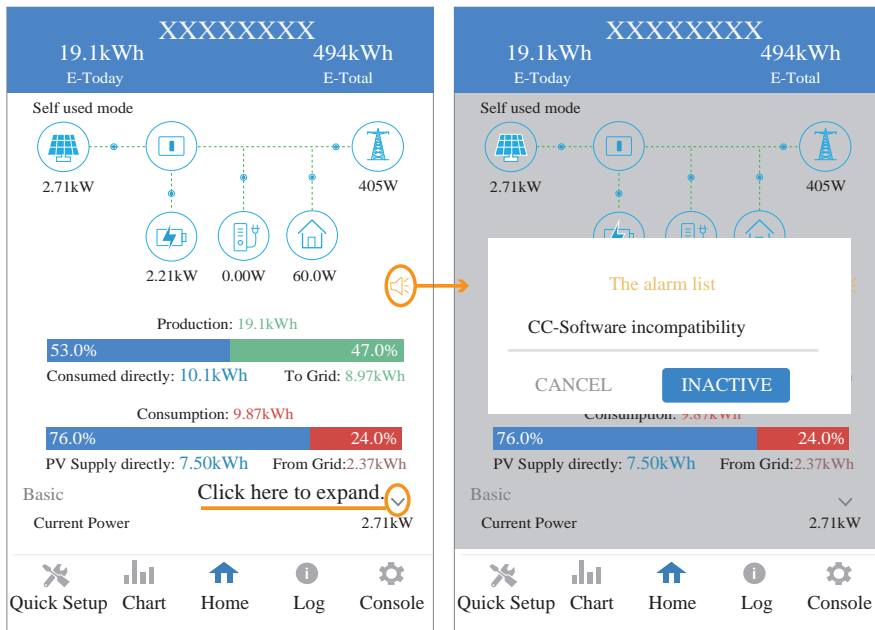 XXXXXXXX
19.1kWh 494kWh
E-Today E-Total
Self used mode
2.71kW 405W
2.21kW 0.00W 60.0W
Production: 19.1kWh
53.0% 47.0%
Consumed directly: 10.1kWh To Grid: 8.97kWh
Consumption: 9.87kWh
76.0% 24.0%
PV Supply directly: 7.50kWh From Grid:2.37kWh
Basic Click here to expand.
Current Power 2.71kW
Quick Setup Chart Home Log Console
XXXXXXXX
19.1kWh 494kWh
E-Today E-Total
Self used mode
2.71kW 405W
The alarm list
CC-Software incompatibility
CANCEL INACTIVE
Consumption: 9.87kWh
76.0% 24.0%
PV Supply directly: 7.50kWh From Grid:2.37kWh
Basic
Current Power 2.71kW
Quick Setup Chart Home Log Console